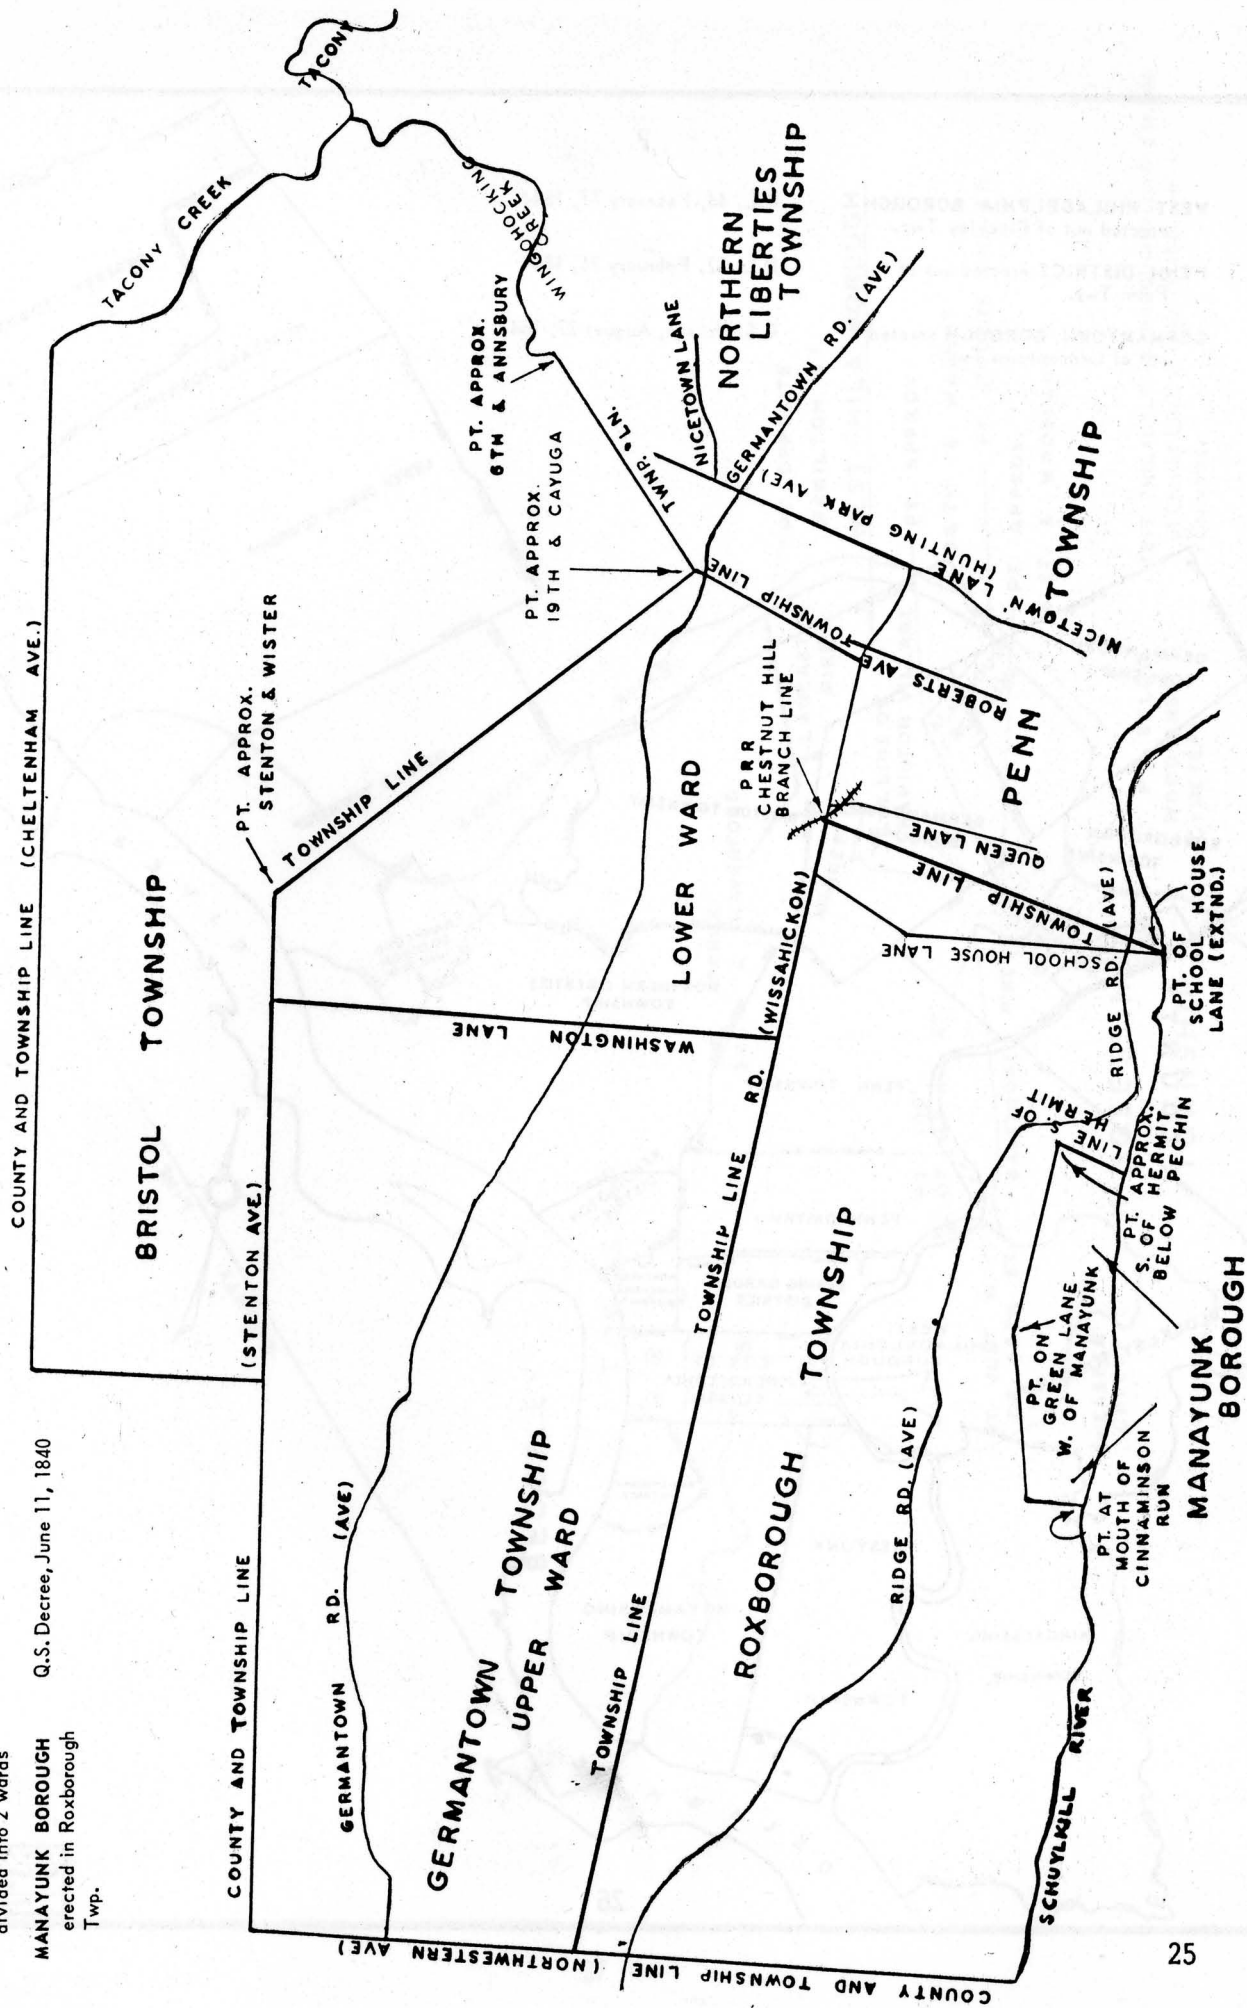 divided into 2 wards
MANAYUNK BOROUGH Q.S. Decree, June 11, 1840
erected in Roxborough
Twp.
COUNTY AND TOWNSHIP LINE (CHELTENHAM AVE.)
TACONY CREEK
TACONY
WINGOHOCKING
CREEK
BRISTOL TOWNSHIP
PT. APPROX.
STENTON & WISTER
PT. APPROX.
6TH & ANNSBURY
PT. APPROX.
19TH & CAYUGA
TWNP. LN.
TOWNSHIP LINE
NICETOWN LANE
NORTHERN
LIBERTIES
TOWNSHIP
GERMANTOWN RD. (AVE)
COUNTY AND TOWNSHIP LINE
(STENTON AVE.)
WASHINGTON LANE
LOWER WARD
TOWNSHIP LINE
ROBERTS AVE
NICETOWN LANE
(HUNTING PARK AVE)
PENN TOWNSHIP
PRR
CHESTNUT HILL
BRANCH LINE
QUEEN LANE
TOWNSHIP LINE
SCHOOL HOUSE LANE
PT. OF
SCHOOL HOUSE
LANE (EXTND.)
GERMANTOWN RD. (AVE)
GERMANTOWN TOWNSHIP
UPPER WARD
TOWNSHIP LINE
TOWNSHIP LINE RD. (WISSAHICKON)
ROXBOROUGH TOWNSHIP
RIDGE RD. (AVE)
RIDGE RD. (AVE)
LINE S. OF
HERMIT
PT. APPROX.
S. OF HERMIT
BELOW PECHIN
PT. ON
GREEN LANE
W. OF MANAYUNK
PT. AT
MOUTH OF
CINNAMINSON
RUN
MANAYUNK
BOROUGH
SCHUYLKILL RIVER
COUNTY AND TOWNSHIP LINE (NORTHWESTERN AVE)
25